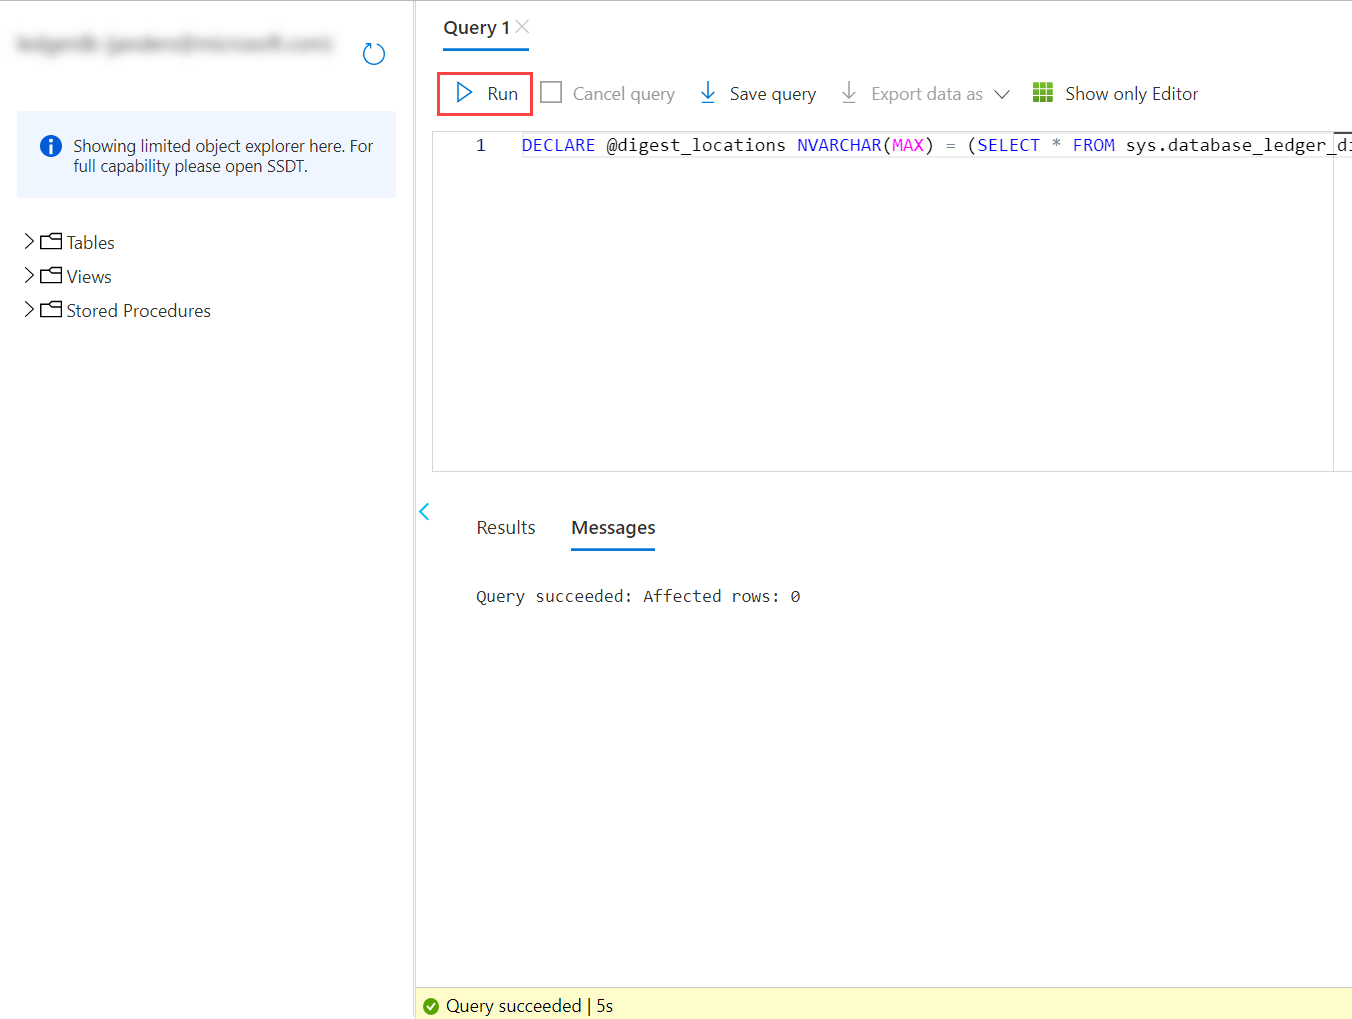 Query 1
Run Cancel query Save query Export data as Show only Editor
Showing limited object explorer here. For
full capability please open SSDT.
Tables
Views
Stored Procedures
1 DECLARE @digest_locations NVARCHAR(MAX) = (SELECT * FROM sys.database_ledger_di
Results Messages
Query succeeded: Affected rows: 0
Query succeeded | 5s